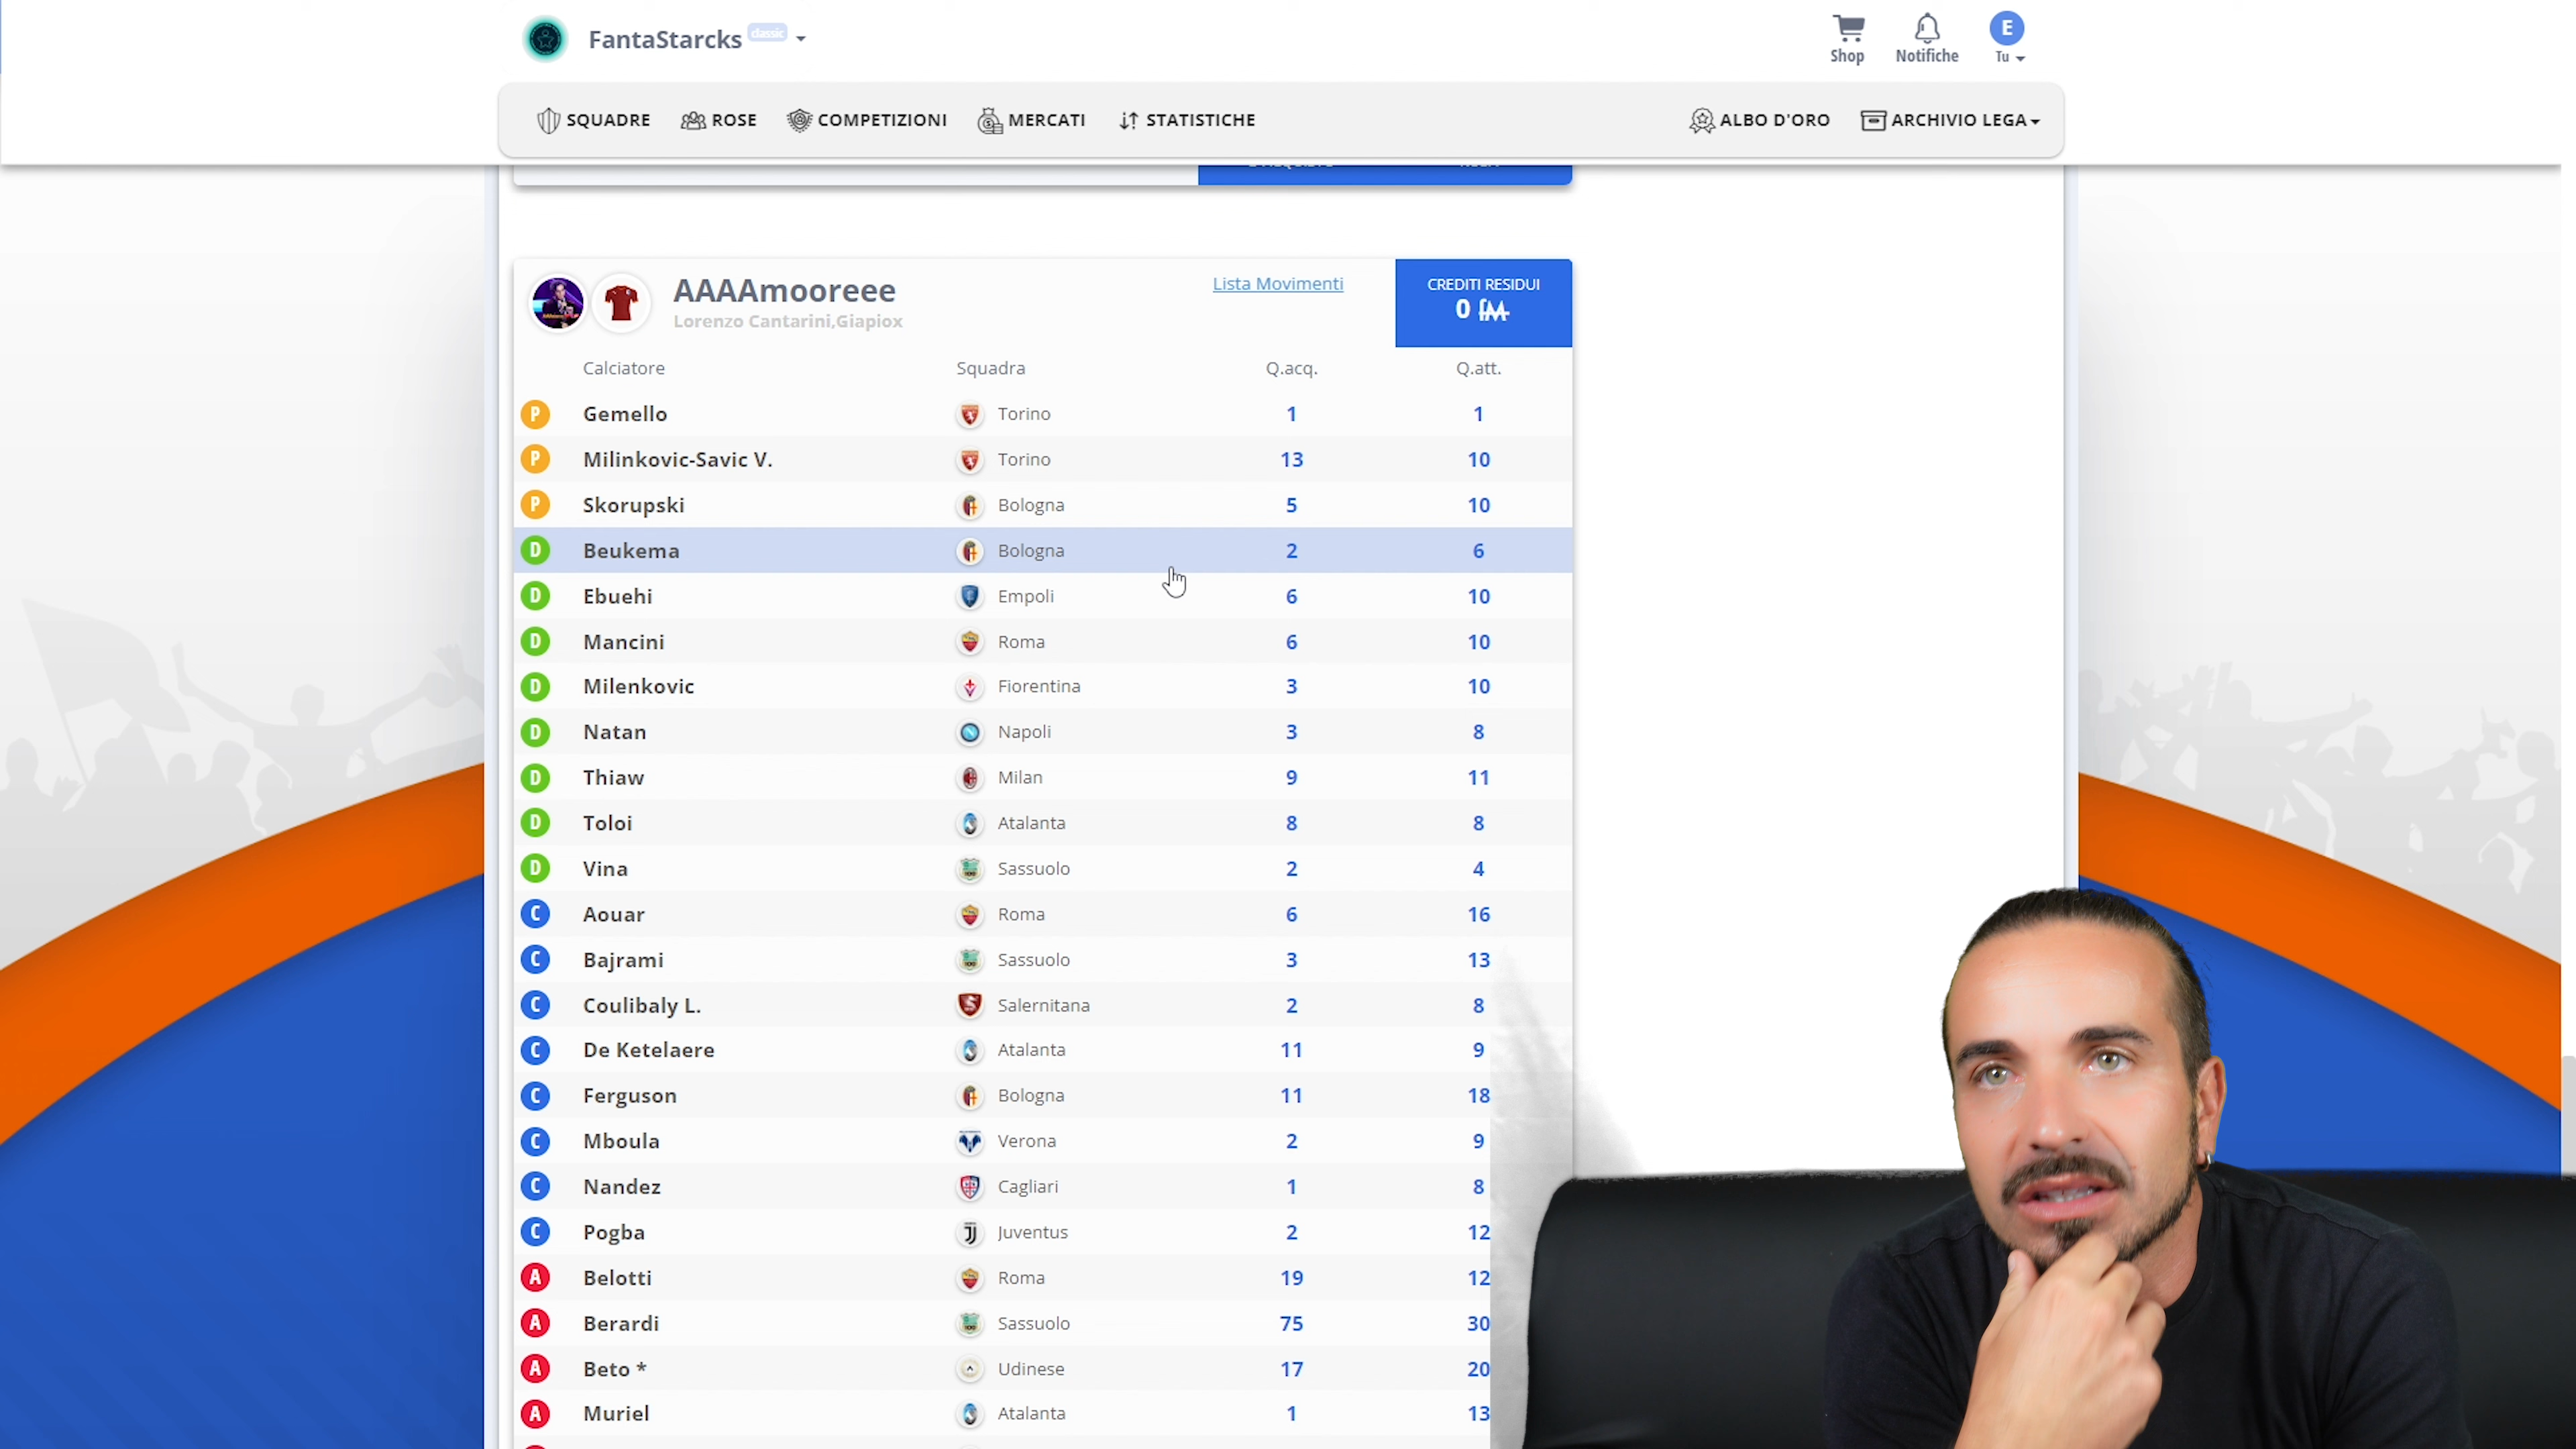 FantaStarcks classic
Shop
Notifiche
E
Tu
SQUADRE ROSE COMPETIZIONI MERCATI STATISTICHE ALBO D'ORO ARCHIVIO LEGA
AAAAmooreee
Lorenzo Cantarini,Giapiox
Lista Movimenti
CREDITI RESIDUI
0
Calciatore Squadra Q.acq. Q.att.
P Gemello Torino 1 1
P Milinkovic-Savic V. Torino 13 10
P Skorupski Bologna 5 10
D Beukema Bologna 2 6
D Ebuehi Empoli 6 10
D Mancini Roma 6 10
D Milenkovic Fiorentina 3 10
D Natan Napoli 3 8
D Thiaw Milan 9 11
D Toloi Atalanta 8 8
D Vina Sassuolo 2 4
C Aouar Roma 6 16
C Bajrami Sassuolo 3 13
C Coulibaly L. Salernitana 2 8
C De Ketelaere Atalanta 11 9
C Ferguson Bologna 11 18
C Mboula Verona 2 9
C Nandez Cagliari 1 8
C Pogba Juventus 2 12
A Belotti Roma 19 12
A Berardi Sassuolo 75 30
A Beto * Udinese 17 20
A Muriel Atalanta 1 13